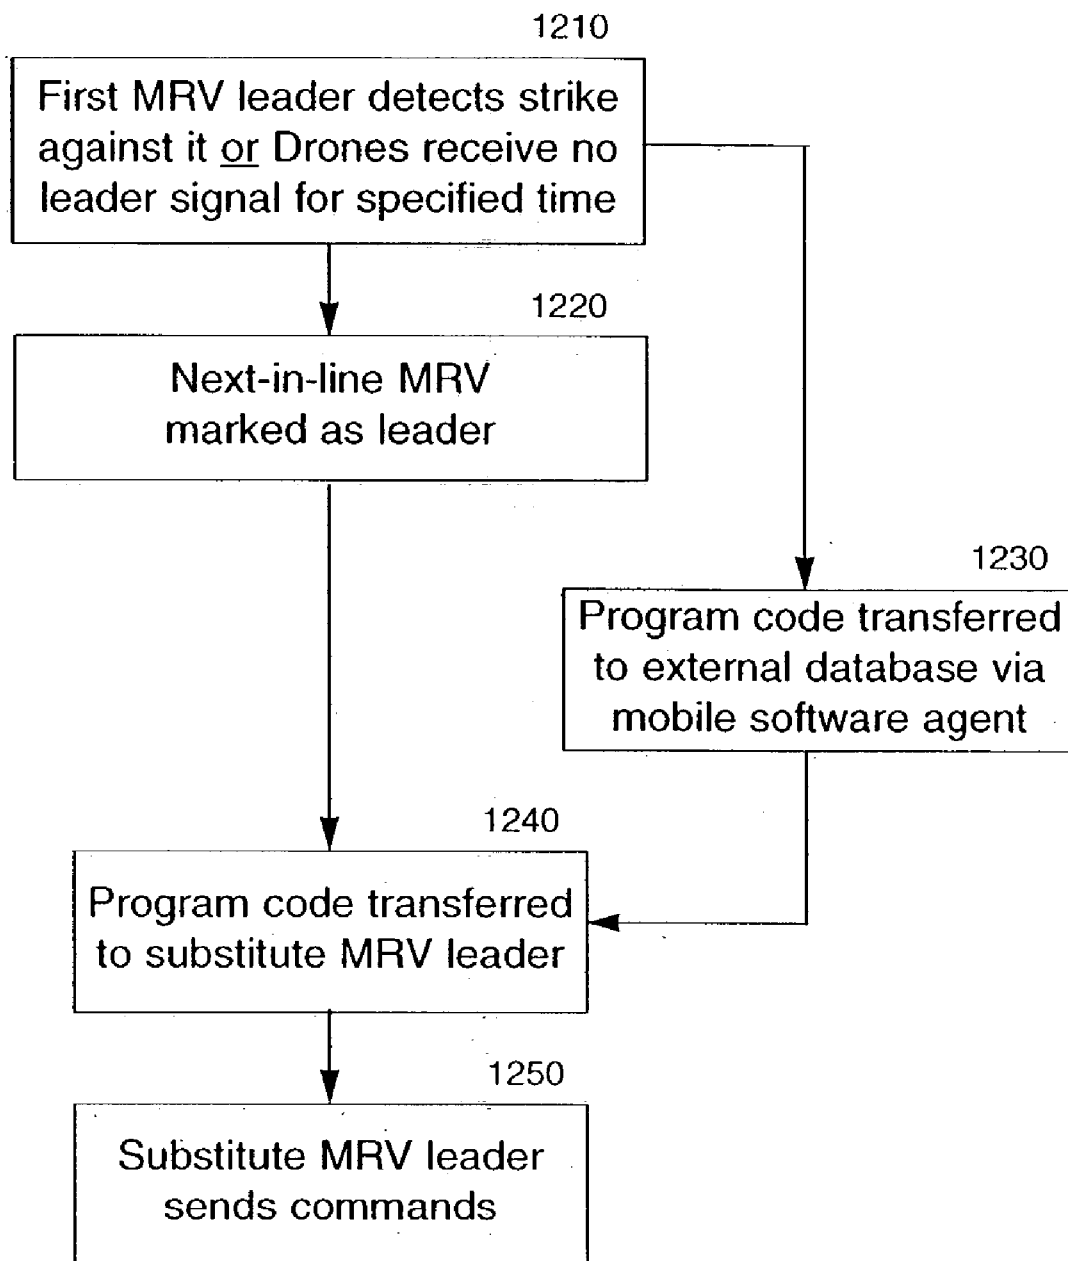 1210
First MRV leader detects strike
against it or Drones receive no
leader signal for specified time
1220
Next-in-line MRV
marked as leader
1230
Program code transferred
to external database via
mobile software agent
1240
Program code transferred
to substitute MRV leader
1250
Substitute MRV leader
sends commands